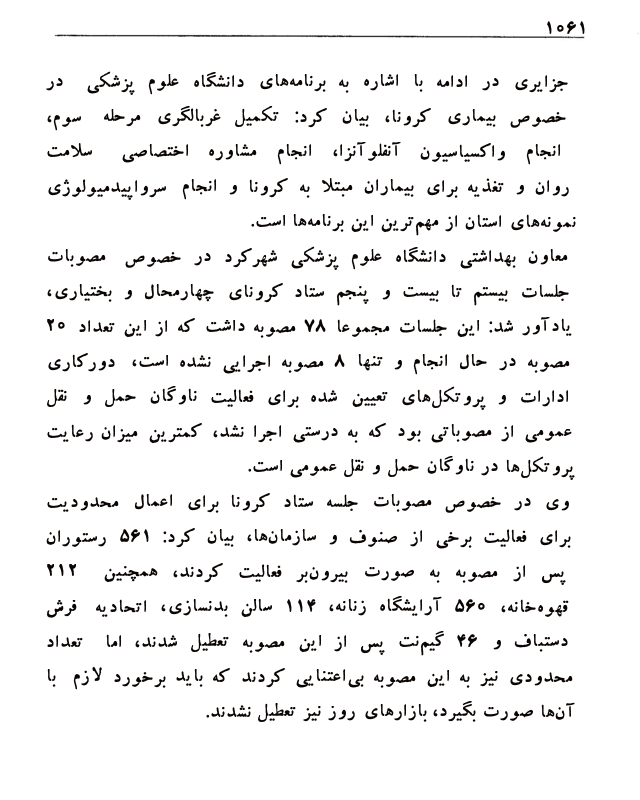 ۱۰۶۱
جزایری در ادامه با اشاره به برنامه‌های دانشگاه علوم پزشکی در
خصوص بیماری کرونا، بیان کرد: تکمیل غربالگری مرحله سوم،
انجام واکسیاسیون آنفلوآنزا، انجام مشاوره اختصاصی سلامت
روان و تغذیه برای بیماران مبتلا به کرونا و انجام سرواپیدمیولوژی
نمونه‌های استان از مهم‌ترین این برنامه‌ها است.
معاون بهداشتی دانشگاه علوم پزشکی شهرکرد در خصوص مصوبات
جلسات بیستم تا بیست و پنجم ستاد کرونای چهارمحال و بختیاری،
یادآور شد: این جلسات مجموعا ۷۸ مصوبه داشت که از این تعداد ۲۰
مصوبه در حال انجام و تنها ۸ مصوبه اجرایی نشده است، دورکاری
ادارات و پروتکل‌های تعیین شده برای فعالیت ناوگان حمل و نقل
عمومی از مصوباتی بود که به درستی اجرا نشد، کمترین میزان رعایت
پروتکل‌ها در ناوگان حمل و نقل عمومی است.
وی در خصوص مصوبات جلسه ستاد کرونا برای اعمال محدودیت
برای فعالیت برخی از صنوف و سازمان‌ها، بیان کرد: ۵۶۱ رستوران
پس از مصوبه به صورت بیرون‌بر فعالیت کردند، همچنین ۲۱۲
قهوه‌خانه، ۵۶۰ آرایشگاه زنانه، ۱۱۴ سالن بدنسازی، اتحادیه فرش
دستباف و ۴۶ گیم‌نت پس از این مصوبه تعطیل شدند، اما تعداد
محدودی نیز به این مصوبه بی‌اعتنایی کردند که باید برخورد لازم با
آن‌ها صورت بگیرد، بازارهای روز نیز تعطیل نشدند.